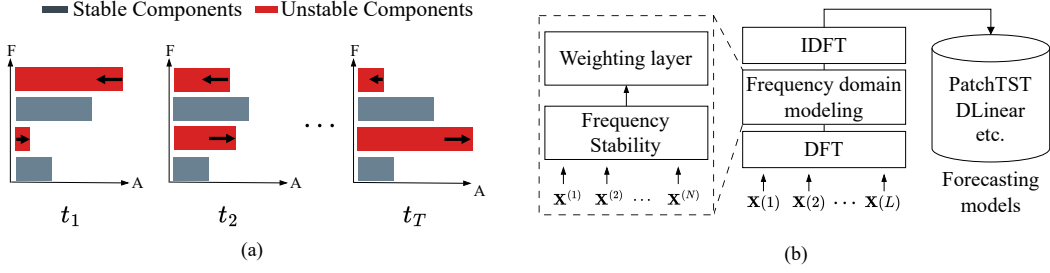 Stable Components Unstable Components
F
A
t₁
F
A
t₂
...
F
A
t_T
(a)
Weighting layer
Frequency
Stability
X⁽¹⁾ X⁽²⁾ ... X⁽ᴺ⁾
IDFT
Frequency domain
modeling
DFT
X(1) X(2) ... X(L)
PatchTST
DLinear
etc.
Forecasting
models
(b)